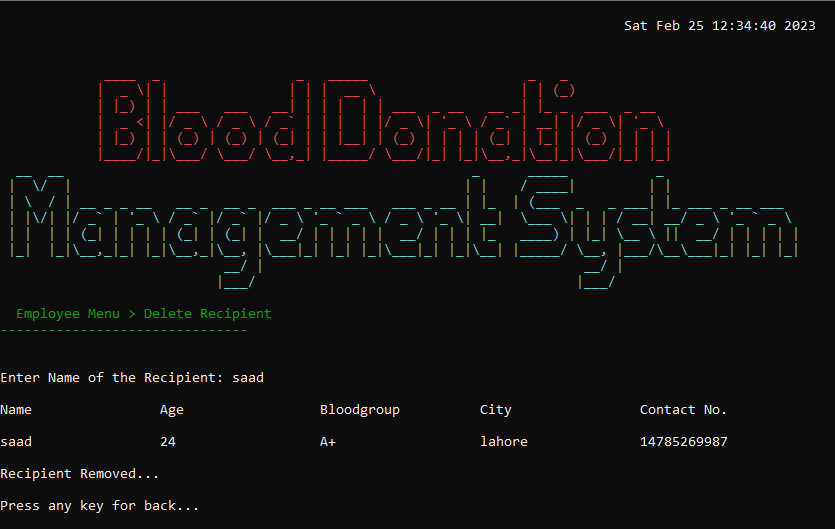 Sat Feb 25 12:34:40 2023
Blood Donation
Management System
Employee Menu > Delete Recipient
-------------------------------
Enter Name of the Recipient: saad
Name Age Bloodgroup City Contact No.
saad 24 A+ lahore 14785269987
Recipient Removed...
Press any key for back...